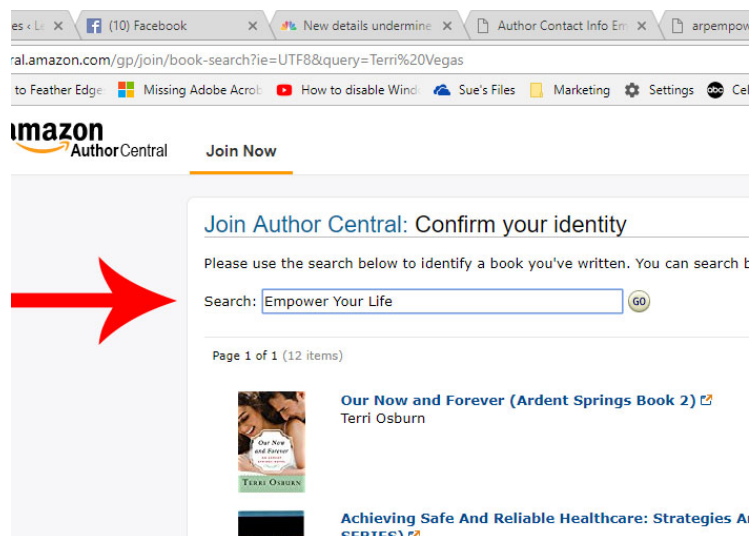 es < Le
(10) Facebook
New details undermine
Author Contact Info Em
arpempow
ral.amazon.com/gp/join/book-search?ie=UTF8&query=Terri%20Vegas
to Feather Edge
Missing Adobe Acrob
How to disable Wind
Sue's Files
Marketing
Settings
abc
Cel
amazon
AuthorCentral
Join Now
Join Author Central: Confirm your identity
Please use the search below to identify a book you've written. You can search b
Search: Empower Your Life GO
Page 1 of 1 (12 items)
Our Now
and Forever
TERRI OSBURN
Our Now and Forever (Ardent Springs Book 2)
Terri Osburn
Achieving Safe And Reliable Healthcare: Strategies A
SERIES)